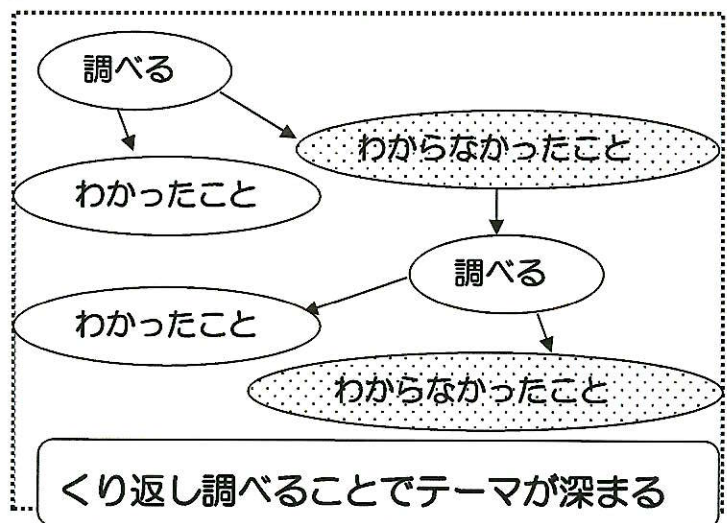 調べる
わからなかったこと
わかったこと
調べる
わかったこと
わからなかったこと
くり返し調べることでテーマが深まる